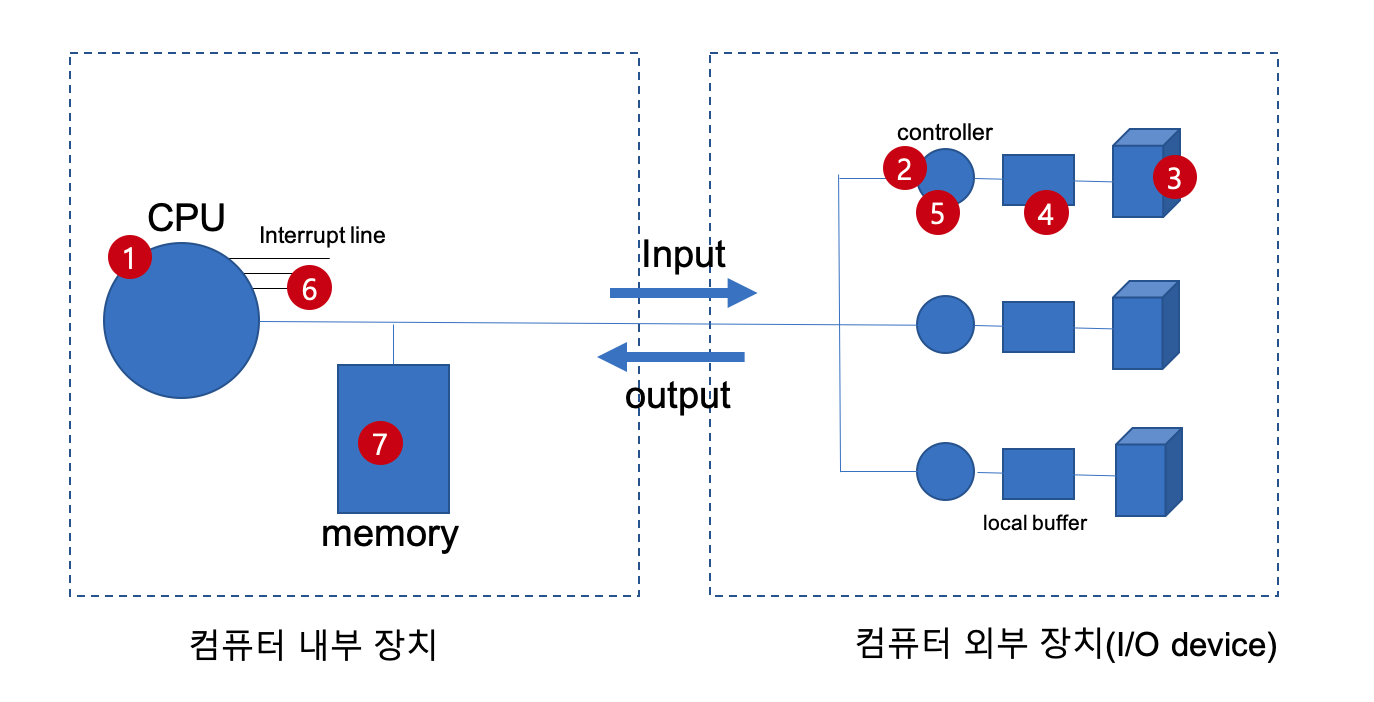 controller
2
3
5
4
CPU
Interrupt line
1
6
Input
output
7
memory
local buffer
컴퓨터 내부 장치
컴퓨터 외부 장치(I/O device)